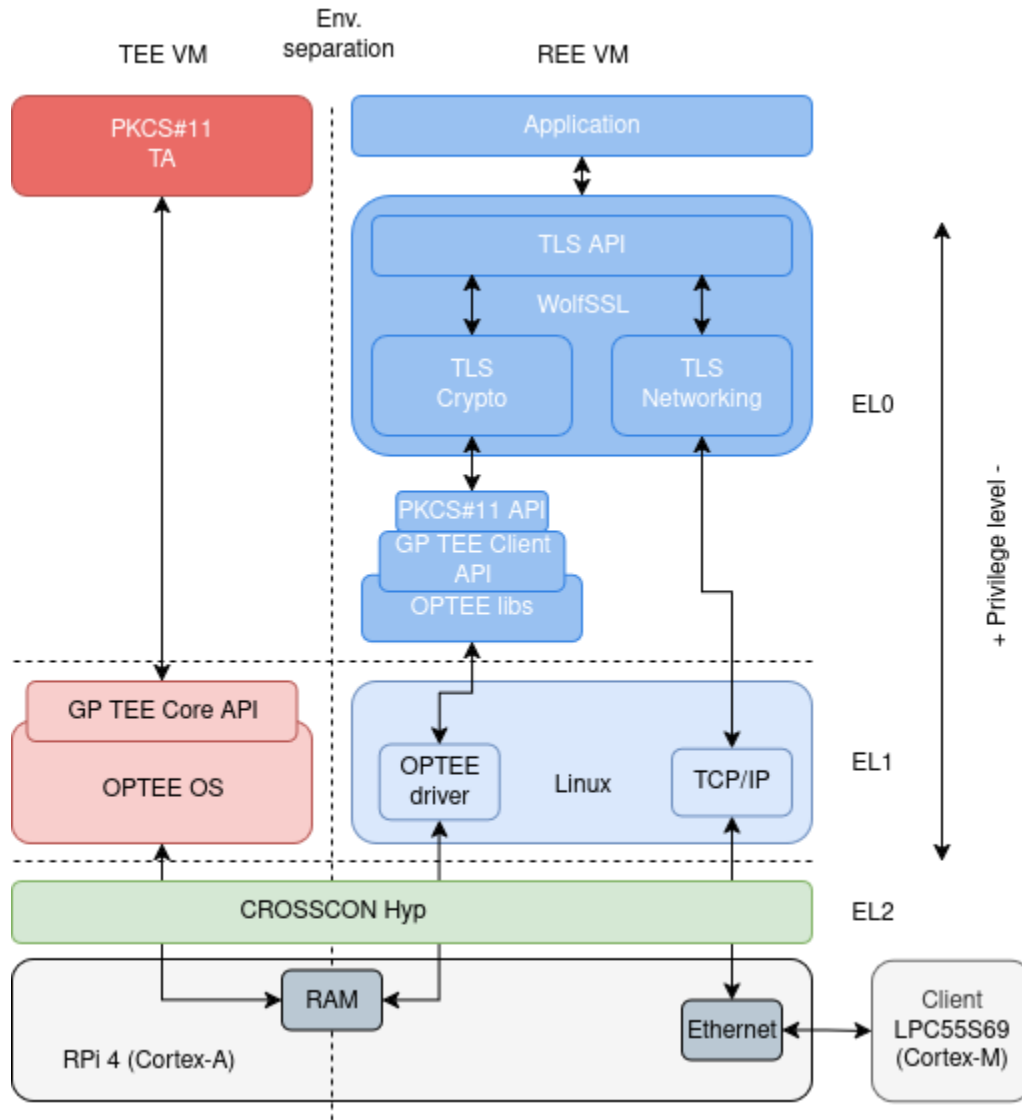 TEE VM
Env.
separation
REE VM
PKCS#11
TA
Application
TLS API
WolfSSL
TLS
Crypto
TLS
Networking
EL0
PKCS#11 API
GP TEE Client
API
OPTEE libs
+ Privilege level -
GP TEE Core API
OPTEE OS
OPTEE
driver
Linux
TCP/IP
EL1
CROSSCON Hyp
EL2
RAM
Ethernet
RPi 4 (Cortex-A)
Client
LPC55S69
(Cortex-M)